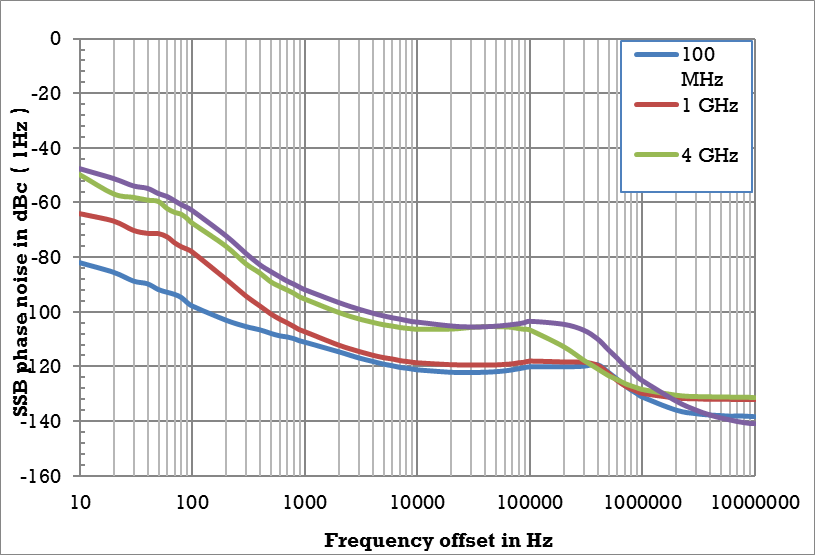 0
-20
-40
-60
-80
-100
-120
-140
-160
SSB phase noise in dBc ( 1Hz )
100
MHz
1 GHz
4 GHz
10 100 1000 10000 100000 1000000 10000000
Frequency offset in Hz